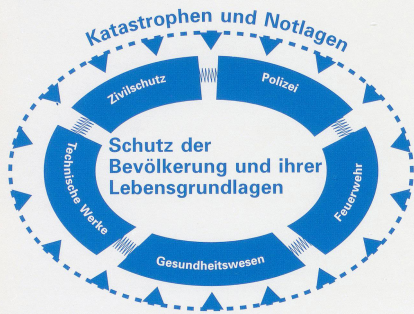 Katastrophen und Notlagen
Zivilschutz
Polizei
Schutz der
Bevölkerung und ihrer
Lebensgrundlagen
Technische Werke
Feuerwehr
Gesundheitswesen